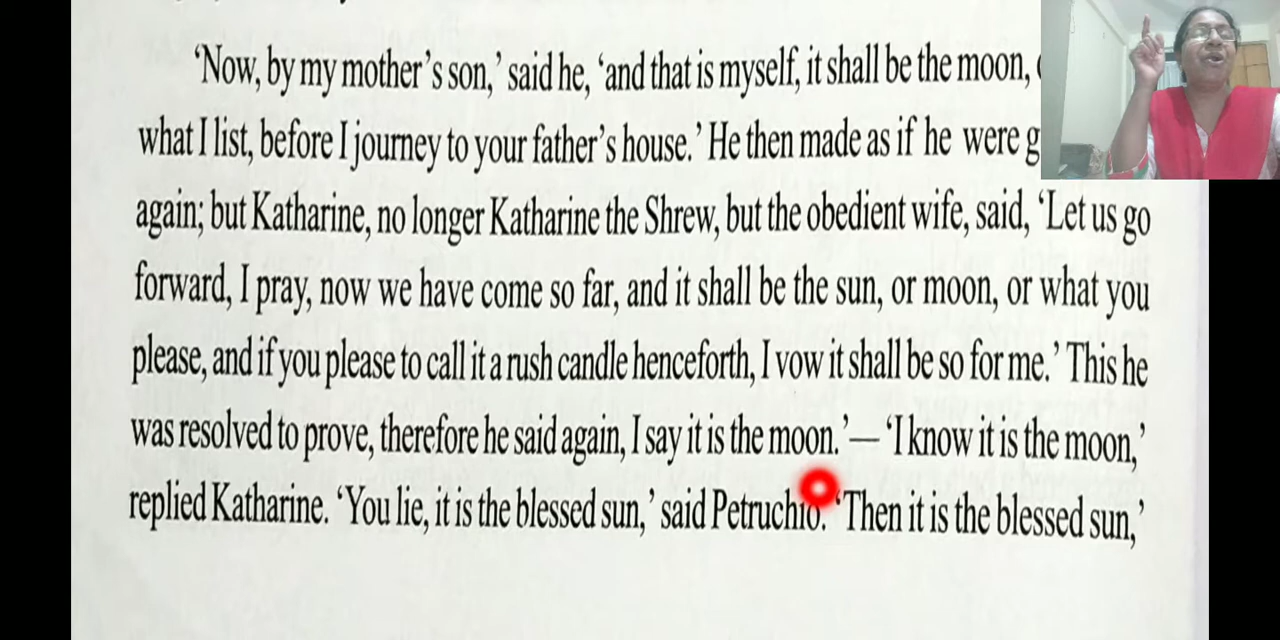 ‘Now, by my mother’s son,’ said he, ‘and that is myself, it shall be the moon,
what I list, before I journey to your father’s house.’ He then made as if he were
again; but Katharine, no longer Katharine the Shrew, but the obedient wife, said, ‘Let us go
forward, I pray, now we have come so far, and it shall be the sun, or moon, or what you
please, and if you please to call it a rush candle henceforth, I vow it shall be so for me.’ This he
was resolved to prove, therefore he said again, I say it is the moon.’— ‘I know it is the moon,’
replied Katharine. ‘You lie, it is the blessed sun,’ said Petruchio. ‘Then it is the blessed sun,’